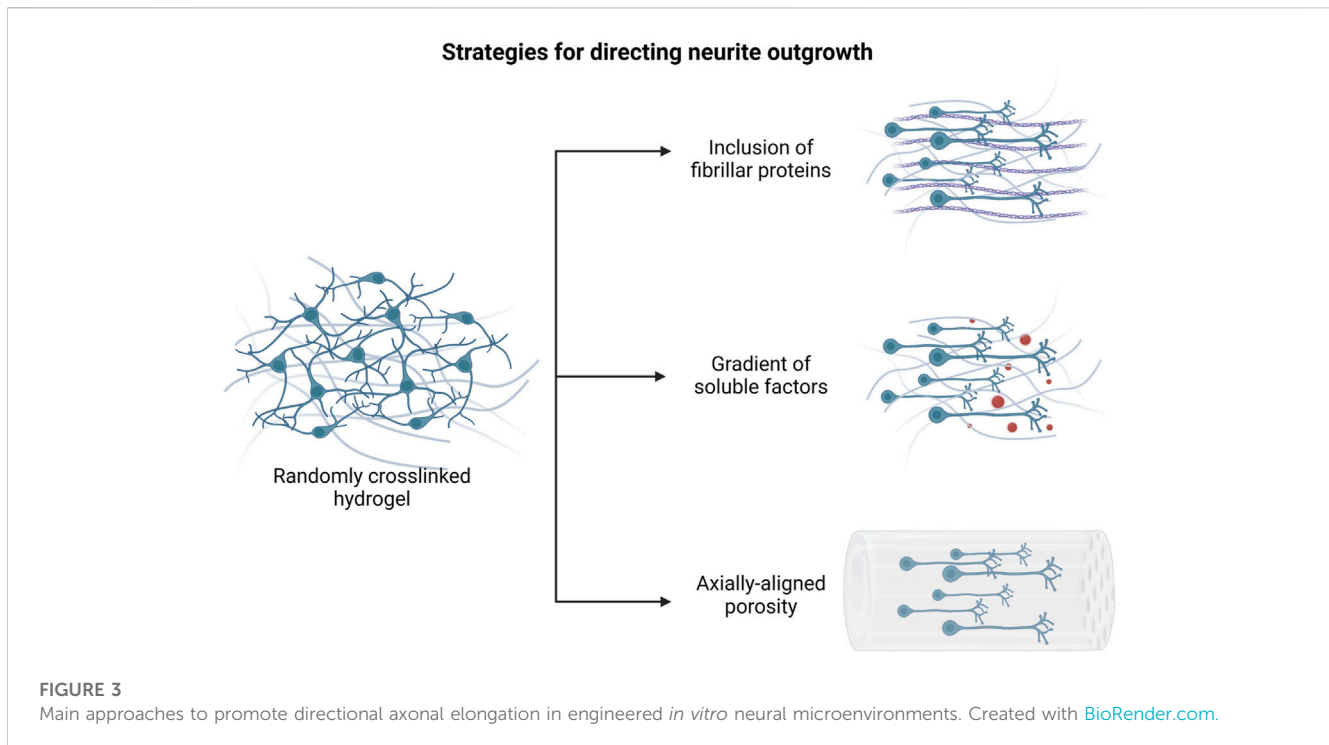 Strategies for directing neurite outgrowth
Inclusion of
fibrillar proteins
Gradient of
soluble factors
Randomly crosslinked
hydrogel
Axially-aligned
porosity
FIGURE 3
Main approaches to promote directional axonal elongation in engineered in vitro neural microenvironments. Created with BioRender.com.